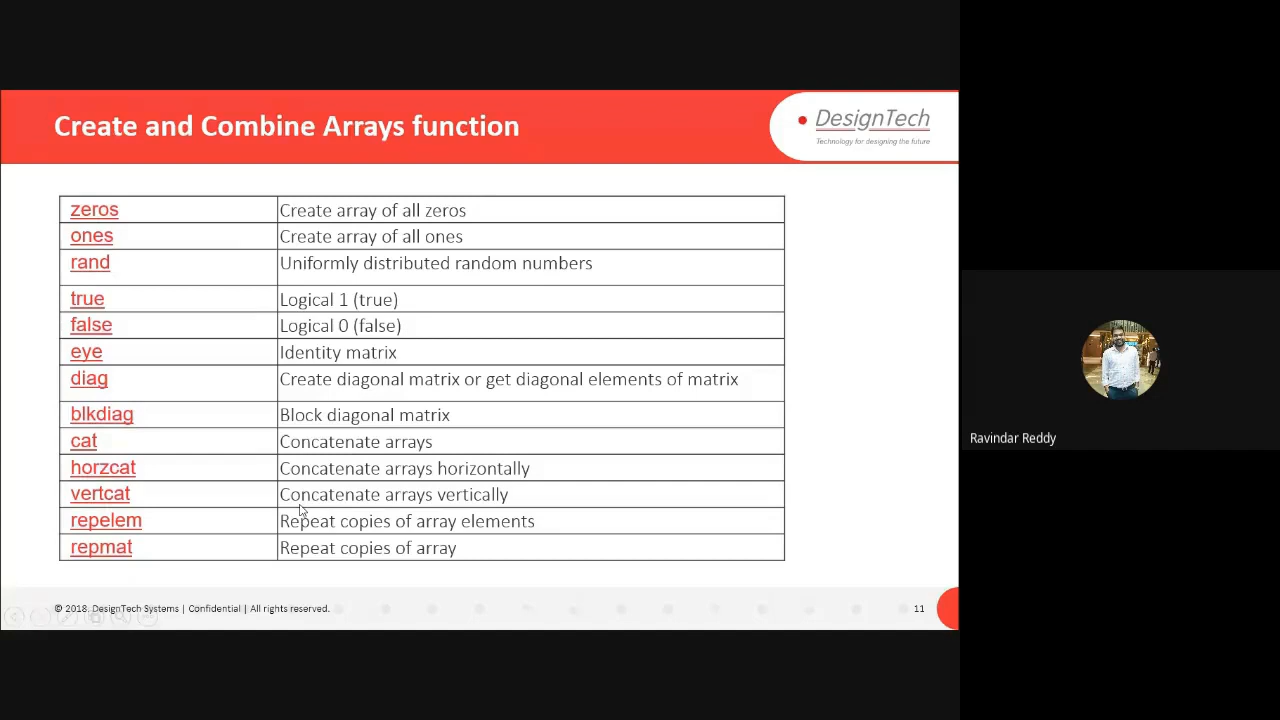 Create and Combine Arrays function
DesignTech
Technology for designing the future
zeros Create array of all zeros
ones Create array of all ones
rand Uniformly distributed random numbers
true Logical 1 (true)
false Logical 0 (false)
eye Identity matrix
diag Create diagonal matrix or get diagonal elements of matrix
blkdiag Block diagonal matrix
cat Concatenate arrays
horzcat Concatenate arrays horizontally
vertcat Concatenate arrays vertically
repelem Repeat copies of array elements
repmat Repeat copies of array
© 2018. DesignTech Systems | Confidential | All rights reserved.
11
Ravindar Reddy